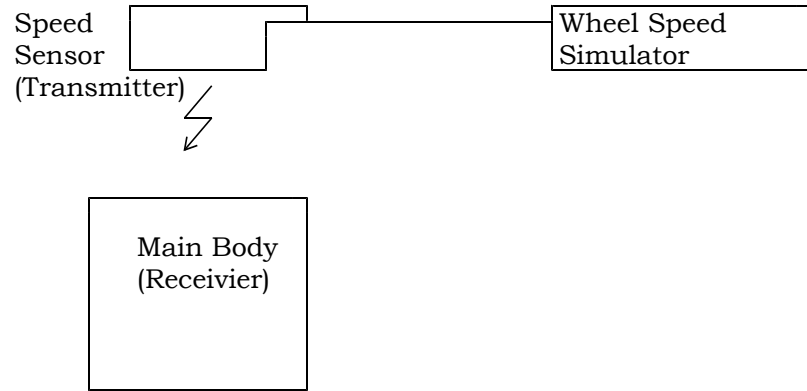 Speed
Sensor
(Transmitter)
Wheel Speed
Simulator
Main Body
(Receivier)